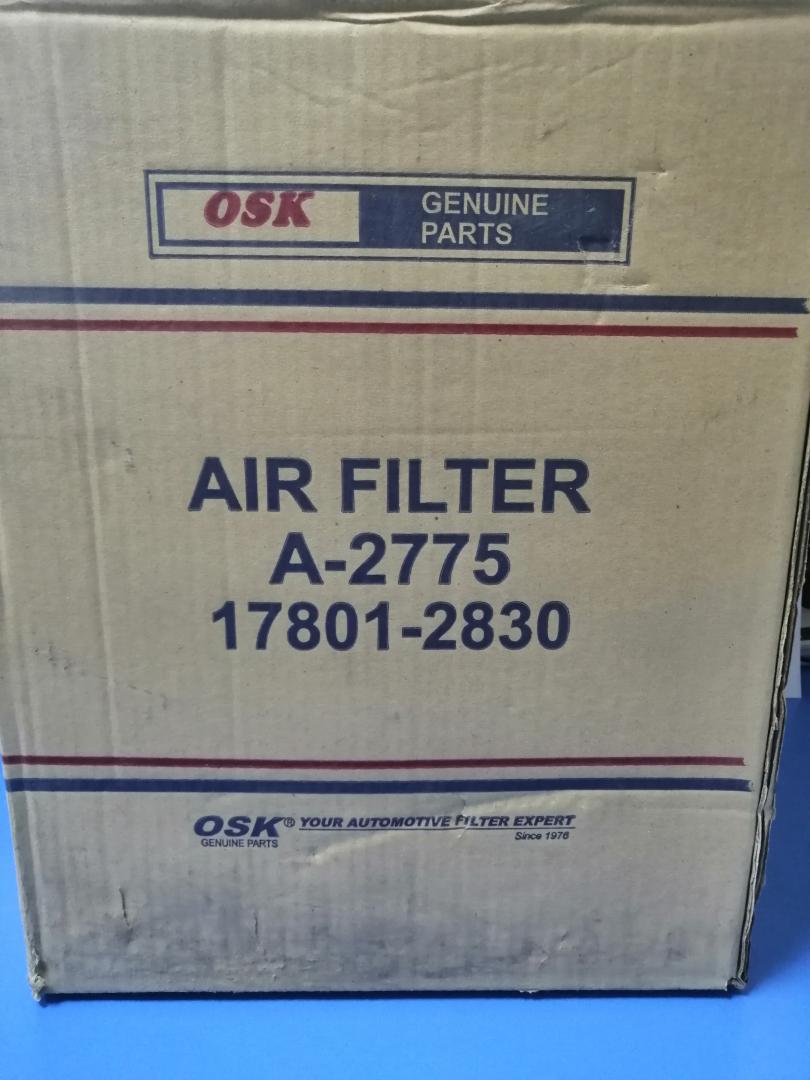 OSK
GENUINE
PARTS
AIR FILTER
A-2775
17801-2830
OSK® YOUR AUTOMOTIVE FILTER EXPERT
GENUINE PARTS
Since 1976